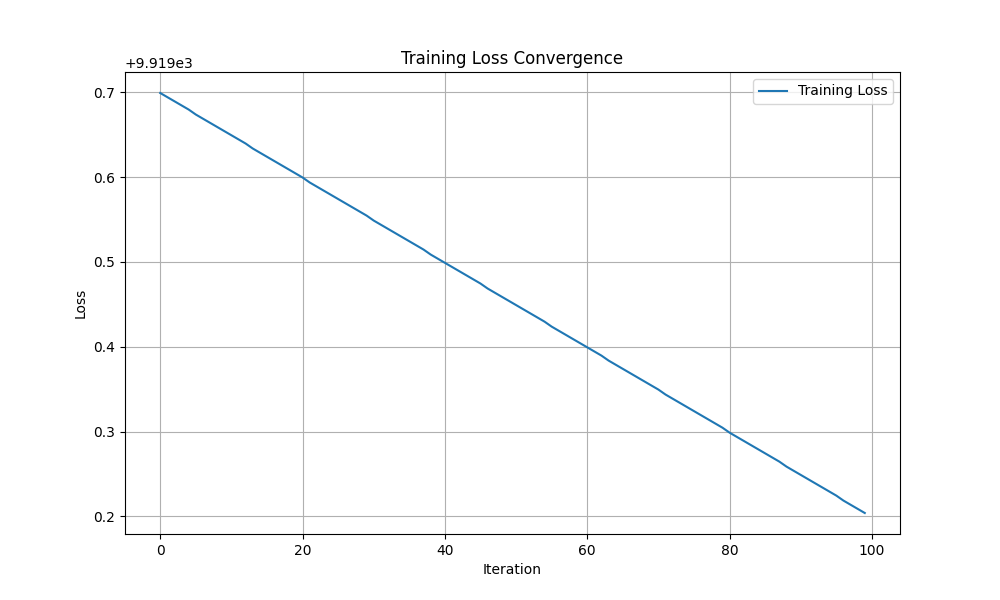 Training Loss Convergence
+9.919e3
Training Loss
0.7
0.6
0.5
0.4
0.3
0.2
Loss
0 20 40 60 80 100
Iteration